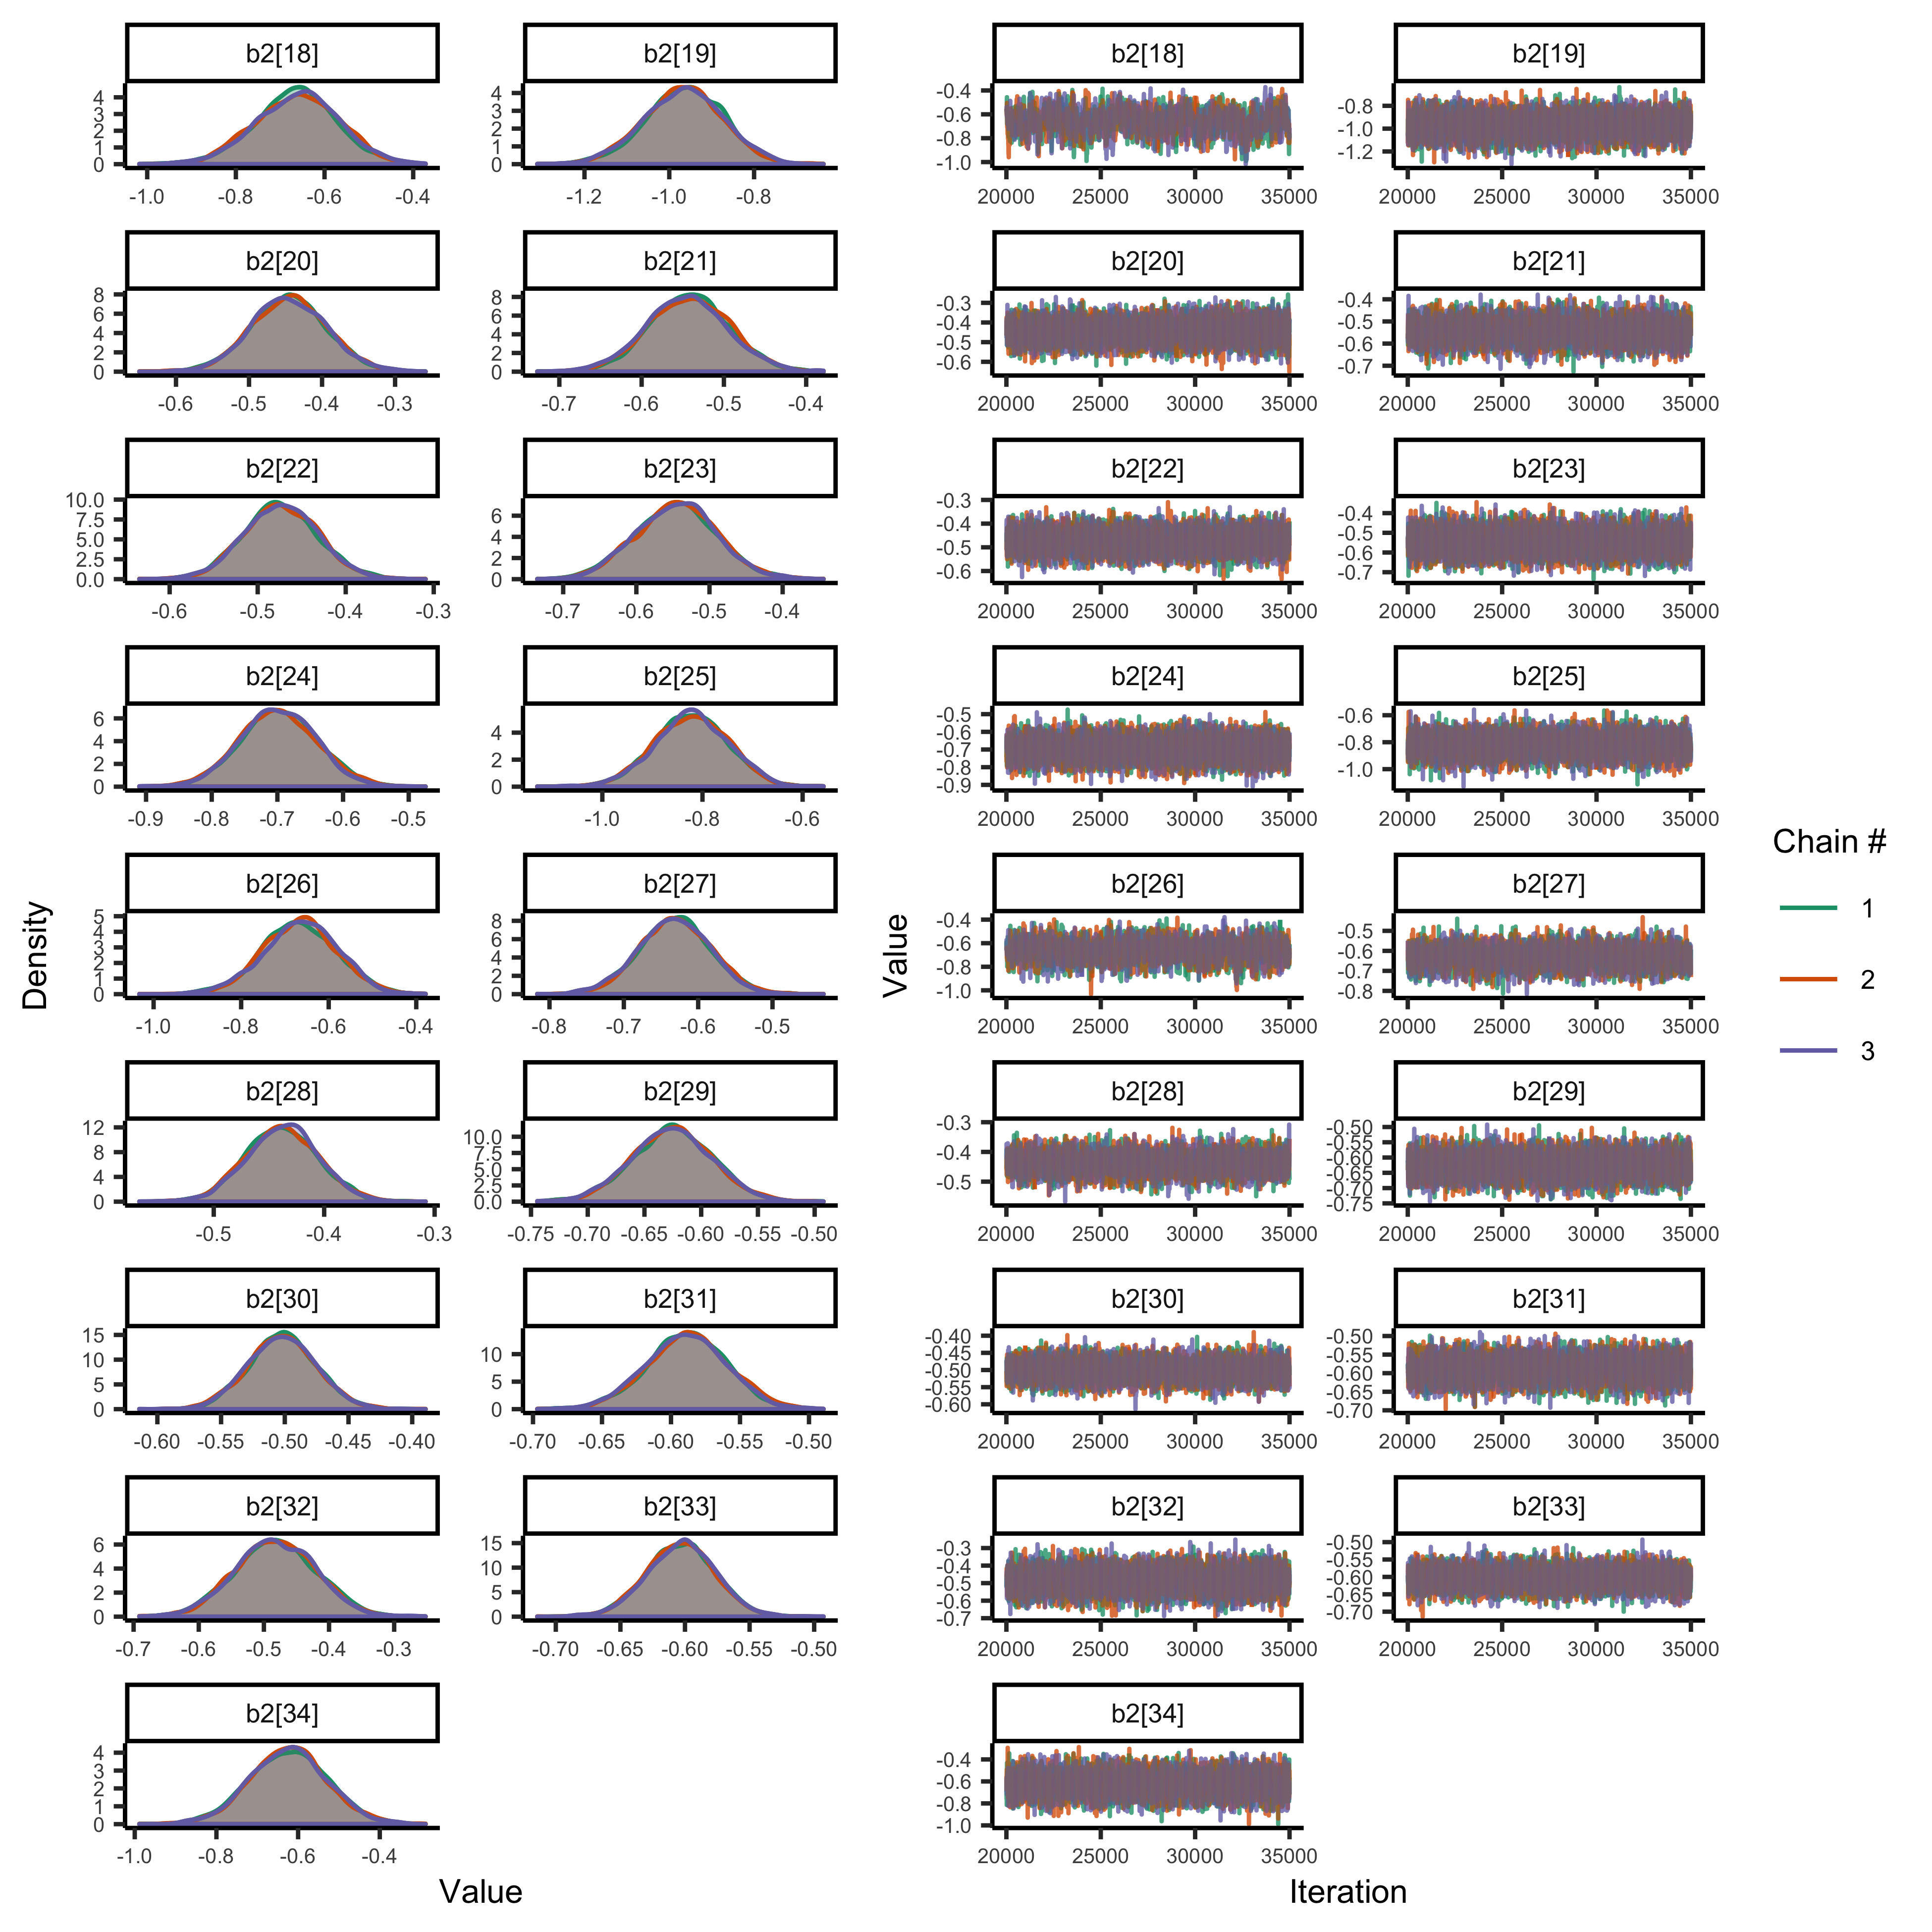 b2[18] b2[19] b2[18] b2[19]
4 3 2 1 0 4 3 2 1 0 -0.4 -0.6 -0.8 -1.0 -0.8 -1.0 -1.2
-1.0 -0.8 -0.6 -0.4 -1.2 -1.0 -0.8 20000 25000 30000 35000 20000 25000 30000 35000
b2[20] b2[21] b2[20] b2[21]
8 6 4 2 0 8 6 4 2 0 -0.3 -0.4 -0.5 -0.6 -0.4 -0.5 -0.6 -0.7
-0.6 -0.5 -0.4 -0.3 -0.7 -0.6 -0.5 -0.4 20000 25000 30000 35000 20000 25000 30000 35000
b2[22] b2[23] b2[22] b2[23]
10.0 7.5 5.0 2.5 0.0 6 4 2 0 -0.3 -0.4 -0.5 -0.6 -0.4 -0.5 -0.6 -0.7
-0.6 -0.5 -0.4 -0.3 -0.7 -0.6 -0.5 -0.4 20000 25000 30000 35000 20000 25000 30000 35000
b2[24] b2[25] b2[24] b2[25]
6 4 2 0 4 2 0 -0.5 -0.6 -0.7 -0.8 -0.9 -0.6 -0.8 -1.0
-0.9 -0.8 -0.7 -0.6 -0.5 -1.0 -0.8 -0.6 20000 25000 30000 35000 20000 25000 30000 35000
b2[26] b2[27] b2[26] b2[27]
5 4 3 2 1 0 8 6 4 2 0 -0.4 -0.6 -0.8 -1.0 -0.5 -0.6 -0.7 -0.8
-1.0 -0.8 -0.6 -0.4 -0.8 -0.7 -0.6 -0.5 20000 25000 30000 35000 20000 25000 30000 35000
b2[28] b2[29] b2[28] b2[29]
12 8 4 0 10.0 7.5 5.0 2.5 0.0 -0.3 -0.4 -0.5 -0.50 -0.55 -0.60 -0.65 -0.70 -0.75
-0.5 -0.4 -0.3 -0.75 -0.70 -0.65 -0.60 -0.55 -0.50 20000 25000 30000 35000 20000 25000 30000 35000
b2[30] b2[31] b2[30] b2[31]
15 10 5 0 10 5 0 -0.40 -0.45 -0.50 -0.55 -0.60 -0.50 -0.55 -0.60 -0.65 -0.70
-0.60 -0.55 -0.50 -0.45 -0.40 -0.70 -0.65 -0.60 -0.55 -0.50 20000 25000 30000 35000 20000 25000 30000 35000
b2[32] b2[33] b2[32] b2[33]
6 4 2 0 15 10 5 0 -0.3 -0.4 -0.5 -0.6 -0.7 -0.50 -0.55 -0.60 -0.65 -0.70
-0.7 -0.6 -0.5 -0.4 -0.3 -0.70 -0.65 -0.60 -0.55 -0.50 20000 25000 30000 35000 20000 25000 30000 35000
b2[34] b2[34]
4 3 2 1 0 -0.4 -0.6 -0.8 -1.0
-1.0 -0.8 -0.6 -0.4 20000 25000 30000 35000
Density
Value
Value
Iteration
Chain #
1
2
3